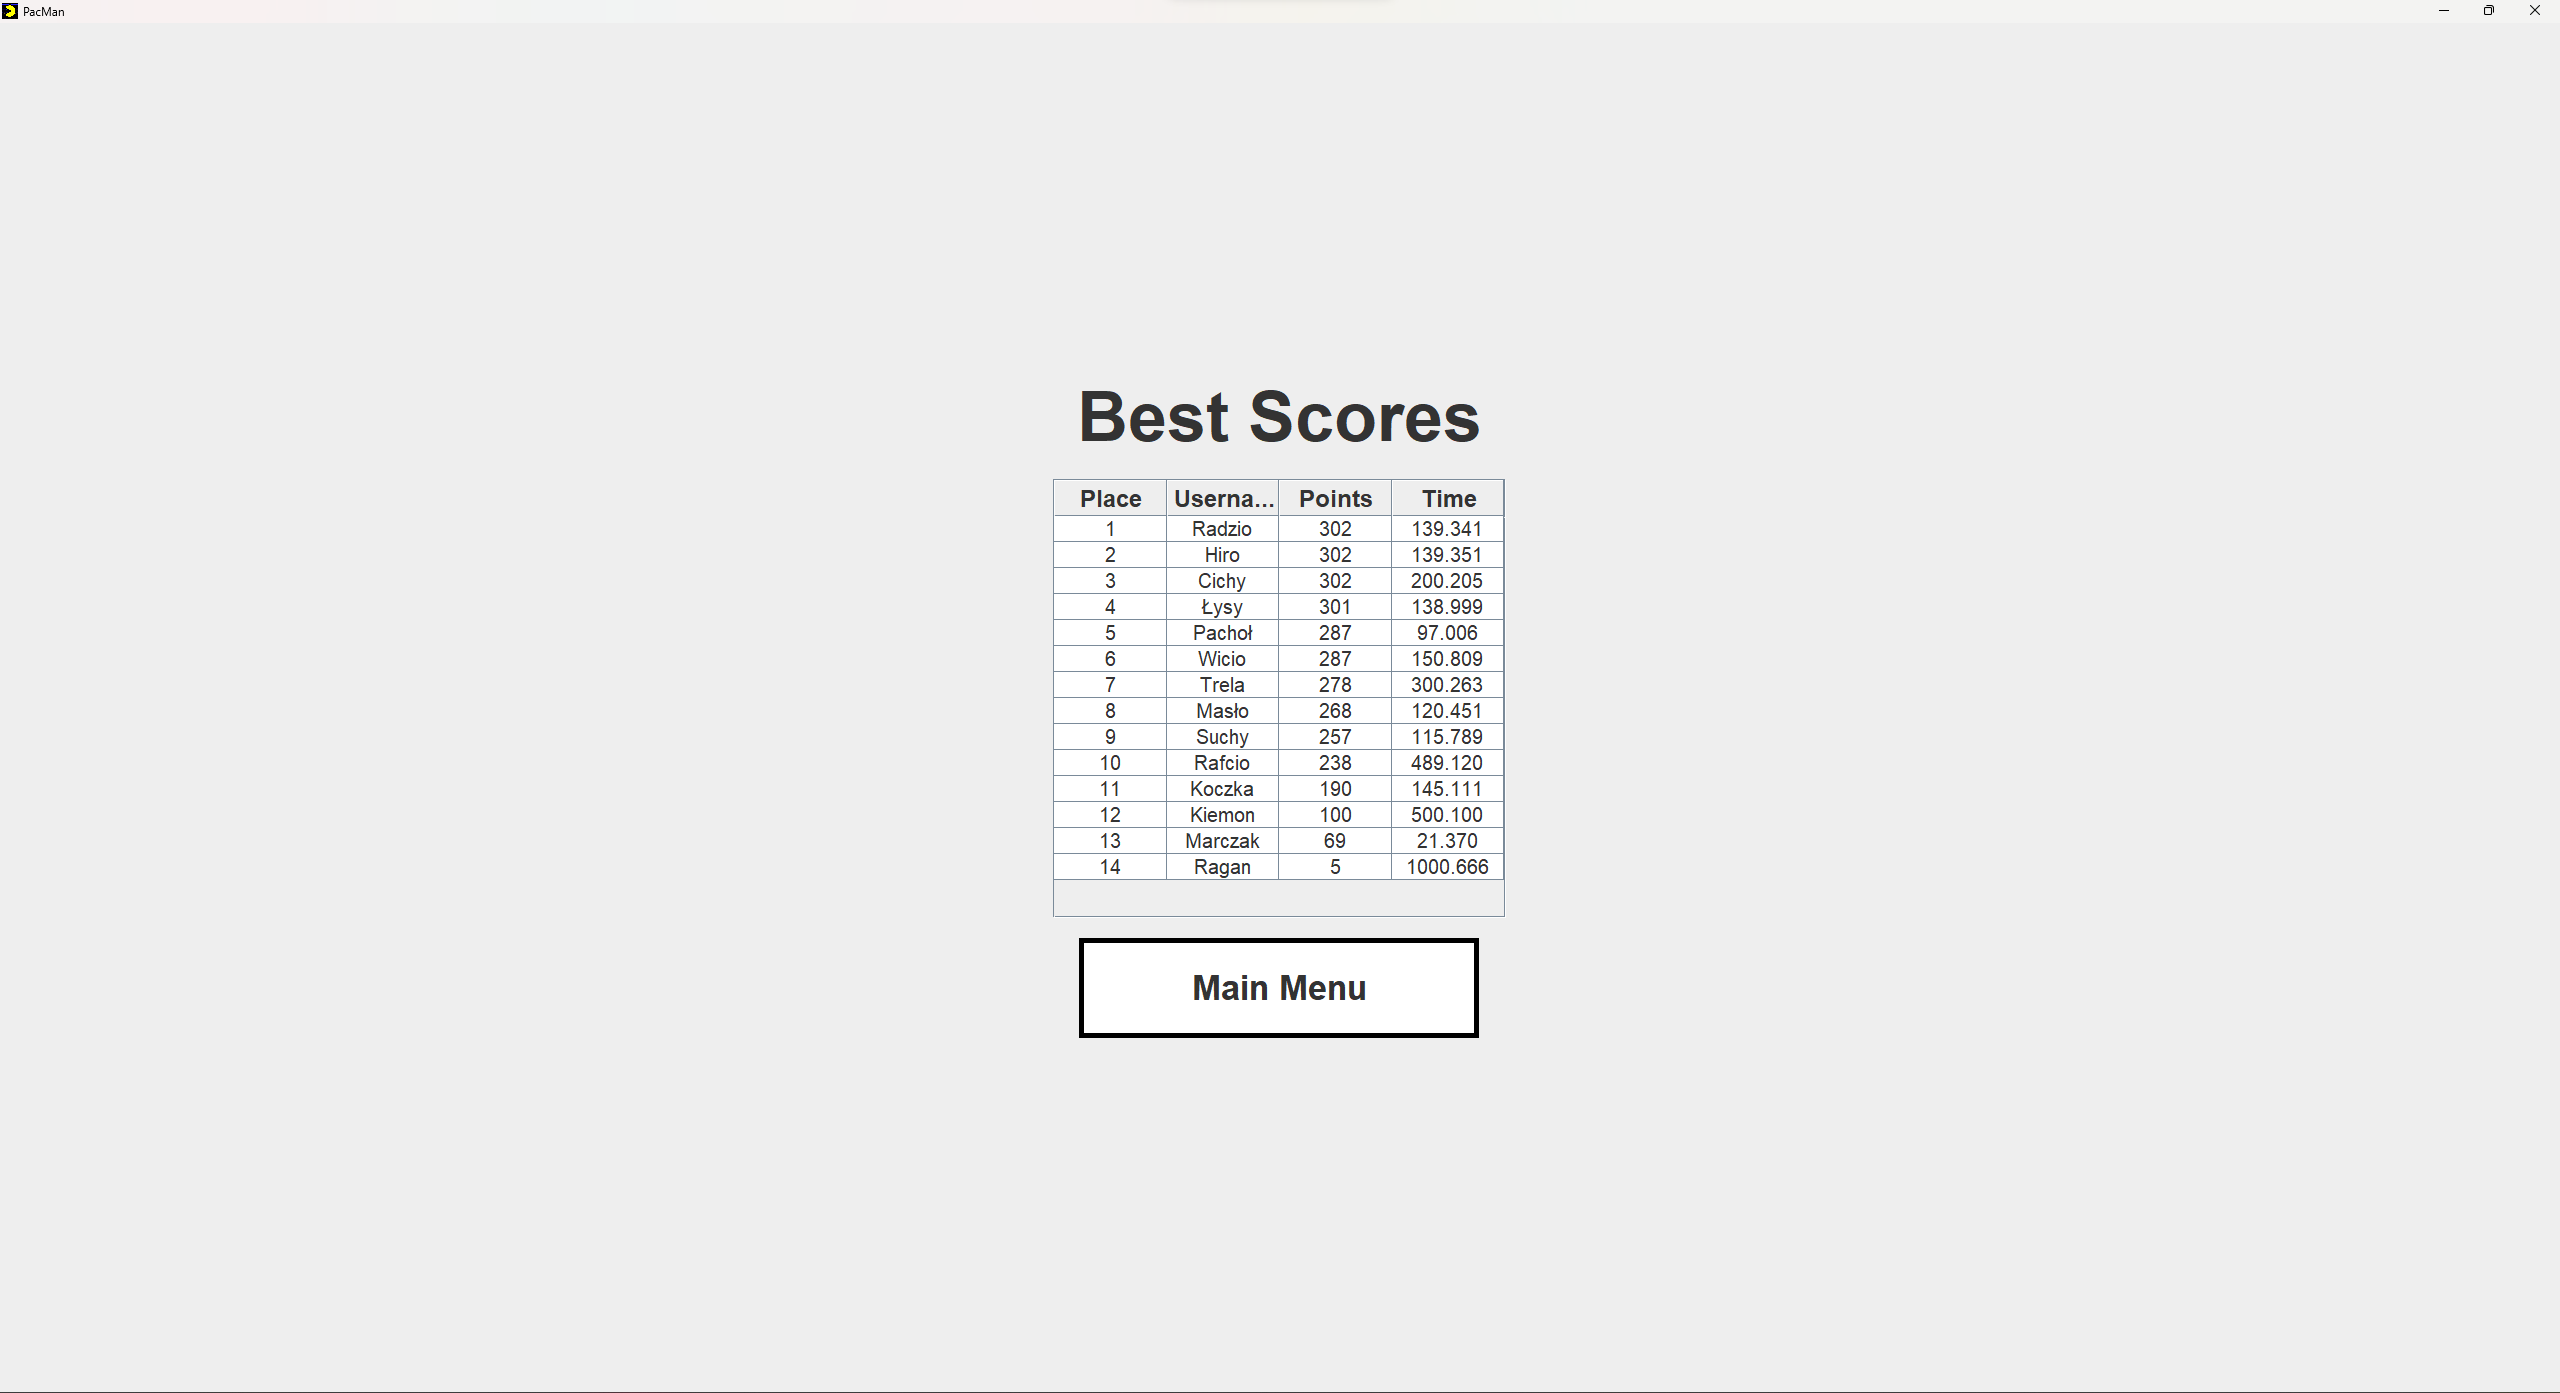 PacMan
Best Scores
Place Userna... Points Time
1 Radzio 302 139.341
2 Hiro 302 139.351
3 Cichy 302 200.205
4 Łysy 301 138.999
5 Pachoł 287 97.006
6 Wicio 287 150.809
7 Trela 278 300.263
8 Masło 268 120.451
9 Suchy 257 115.789
10 Rafcio 238 489.120
11 Koczka 190 145.111
12 Kiemon 100 500.100
13 Marczak 69 21.370
14 Ragan 5 1000.666
Main Menu